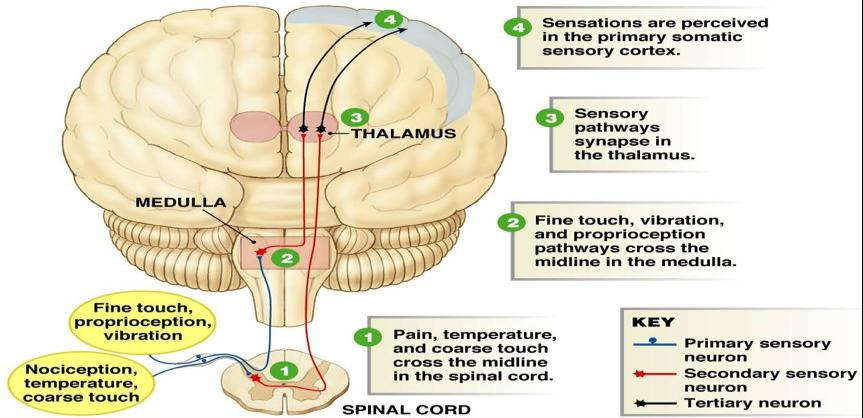 4
4
Sensations are perceived
in the primary somatic
sensory cortex.
3
THALAMUS
3
Sensory
pathways
synapse in
the thalamus.
MEDULLA
2
2
Fine touch, vibration,
and proprioception
pathways cross the
midline in the medulla.
Fine touch,
proprioception,
vibration
Nociception,
temperature,
coarse touch
1
1
Pain, temperature,
and coarse touch
cross the midline
in the spinal cord.
SPINAL CORD
KEY
Primary sensory
neuron
Secondary sensory
neuron
Tertiary neuron